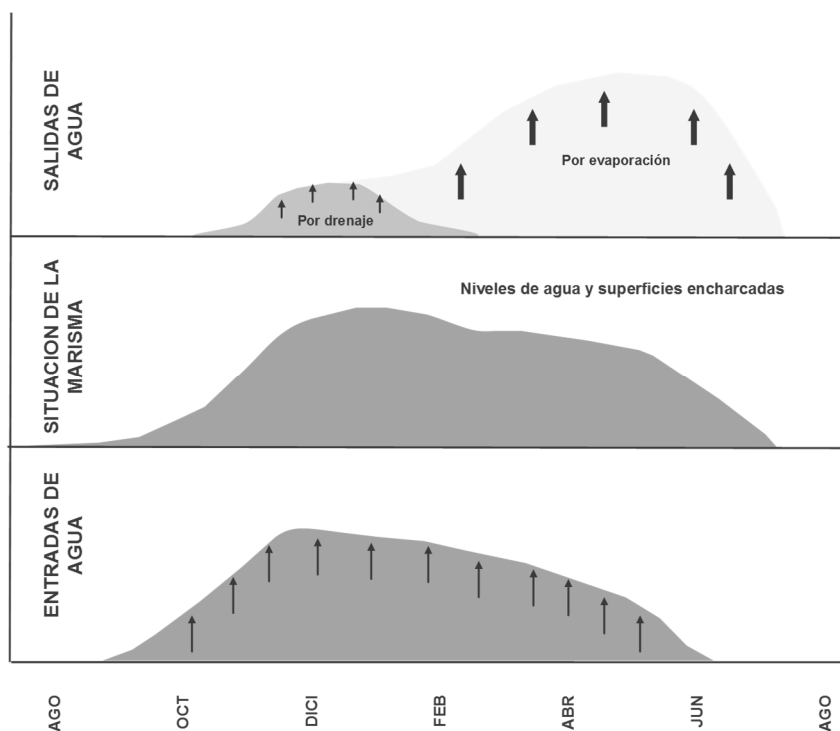 SALIDAS DE
AGUA
Por evaporación
Por drenaje
SITUACION DE LA
MARISMA
Niveles de agua y superficies encharcadas
ENTRADAS DE
AGUA
AGO
OCT
DICI
FEB
ABR
JUN
AGO